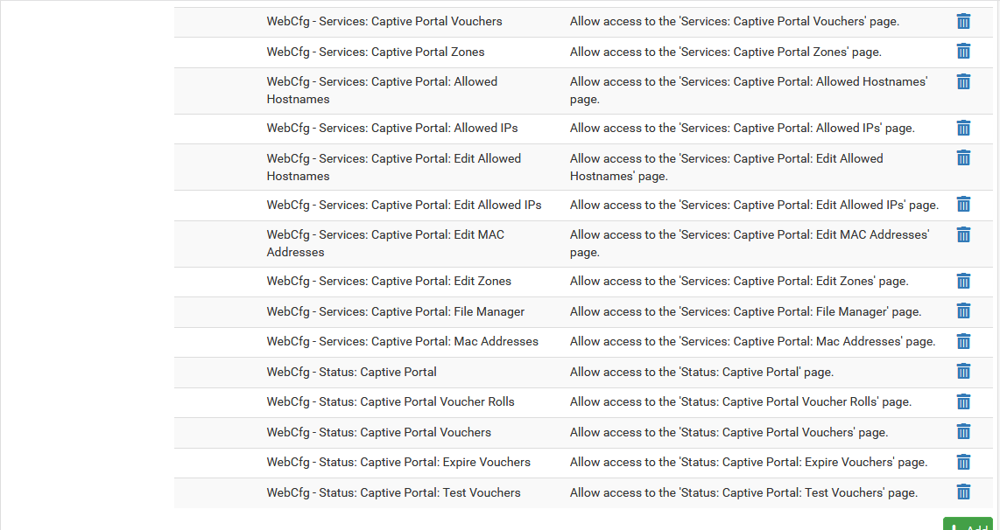 WebCfg - Services: Captive Portal Vouchers Allow access to the 'Services: Captive Portal Vouchers' page.
WebCfg - Services: Captive Portal Zones Allow access to the 'Services: Captive Portal Zones' page.
WebCfg - Services: Captive Portal: Allowed Allow access to the 'Services: Captive Portal: Allowed Hostnames'
Hostnames page.
WebCfg - Services: Captive Portal: Allowed IPs Allow access to the 'Services: Captive Portal: Allowed IPs' page.
WebCfg - Services: Captive Portal: Edit Allowed Allow access to the 'Services: Captive Portal: Edit Allowed
Hostnames Hostnames' page.
WebCfg - Services: Captive Portal: Edit Allowed IPs Allow access to the 'Services: Captive Portal: Edit Allowed IPs' page.
WebCfg - Services: Captive Portal: Edit MAC Allow access to the 'Services: Captive Portal: Edit MAC Addresses'
Addresses page.
WebCfg - Services: Captive Portal: Edit Zones Allow access to the 'Services: Captive Portal: Edit Zones' page.
WebCfg - Services: Captive Portal: File Manager Allow access to the 'Services: Captive Portal: File Manager' page.
WebCfg - Services: Captive Portal: Mac Addresses Allow access to the 'Services: Captive Portal: Mac Addresses' page.
WebCfg - Status: Captive Portal Allow access to the 'Status: Captive Portal' page.
WebCfg - Status: Captive Portal Voucher Rolls Allow access to the 'Status: Captive Portal Voucher Rolls' page.
WebCfg - Status: Captive Portal Vouchers Allow access to the 'Status: Captive Portal Vouchers' page.
WebCfg - Status: Captive Portal: Expire Vouchers Allow access to the 'Status: Captive Portal: Expire Vouchers' page.
WebCfg - Status: Captive Portal: Test Vouchers Allow access to the 'Status: Captive Portal: Test Vouchers' page.
Add